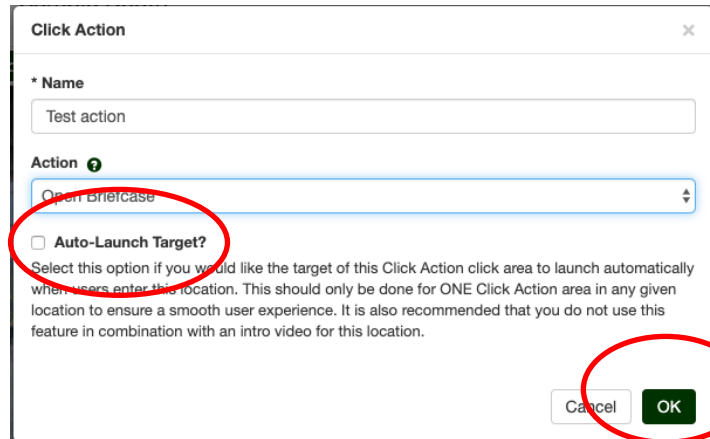 Click Action
×
* Name
Test action
Action ?
Open Briefcase
Auto-Launch Target?
Select this option if you would like the target of this Click Action click area to launch automatically
when users enter this location. This should only be done for ONE Click Action area in any given
location to ensure a smooth user experience. It is also recommended that you do not use this
feature in combination with an intro video for this location.
Cancel OK